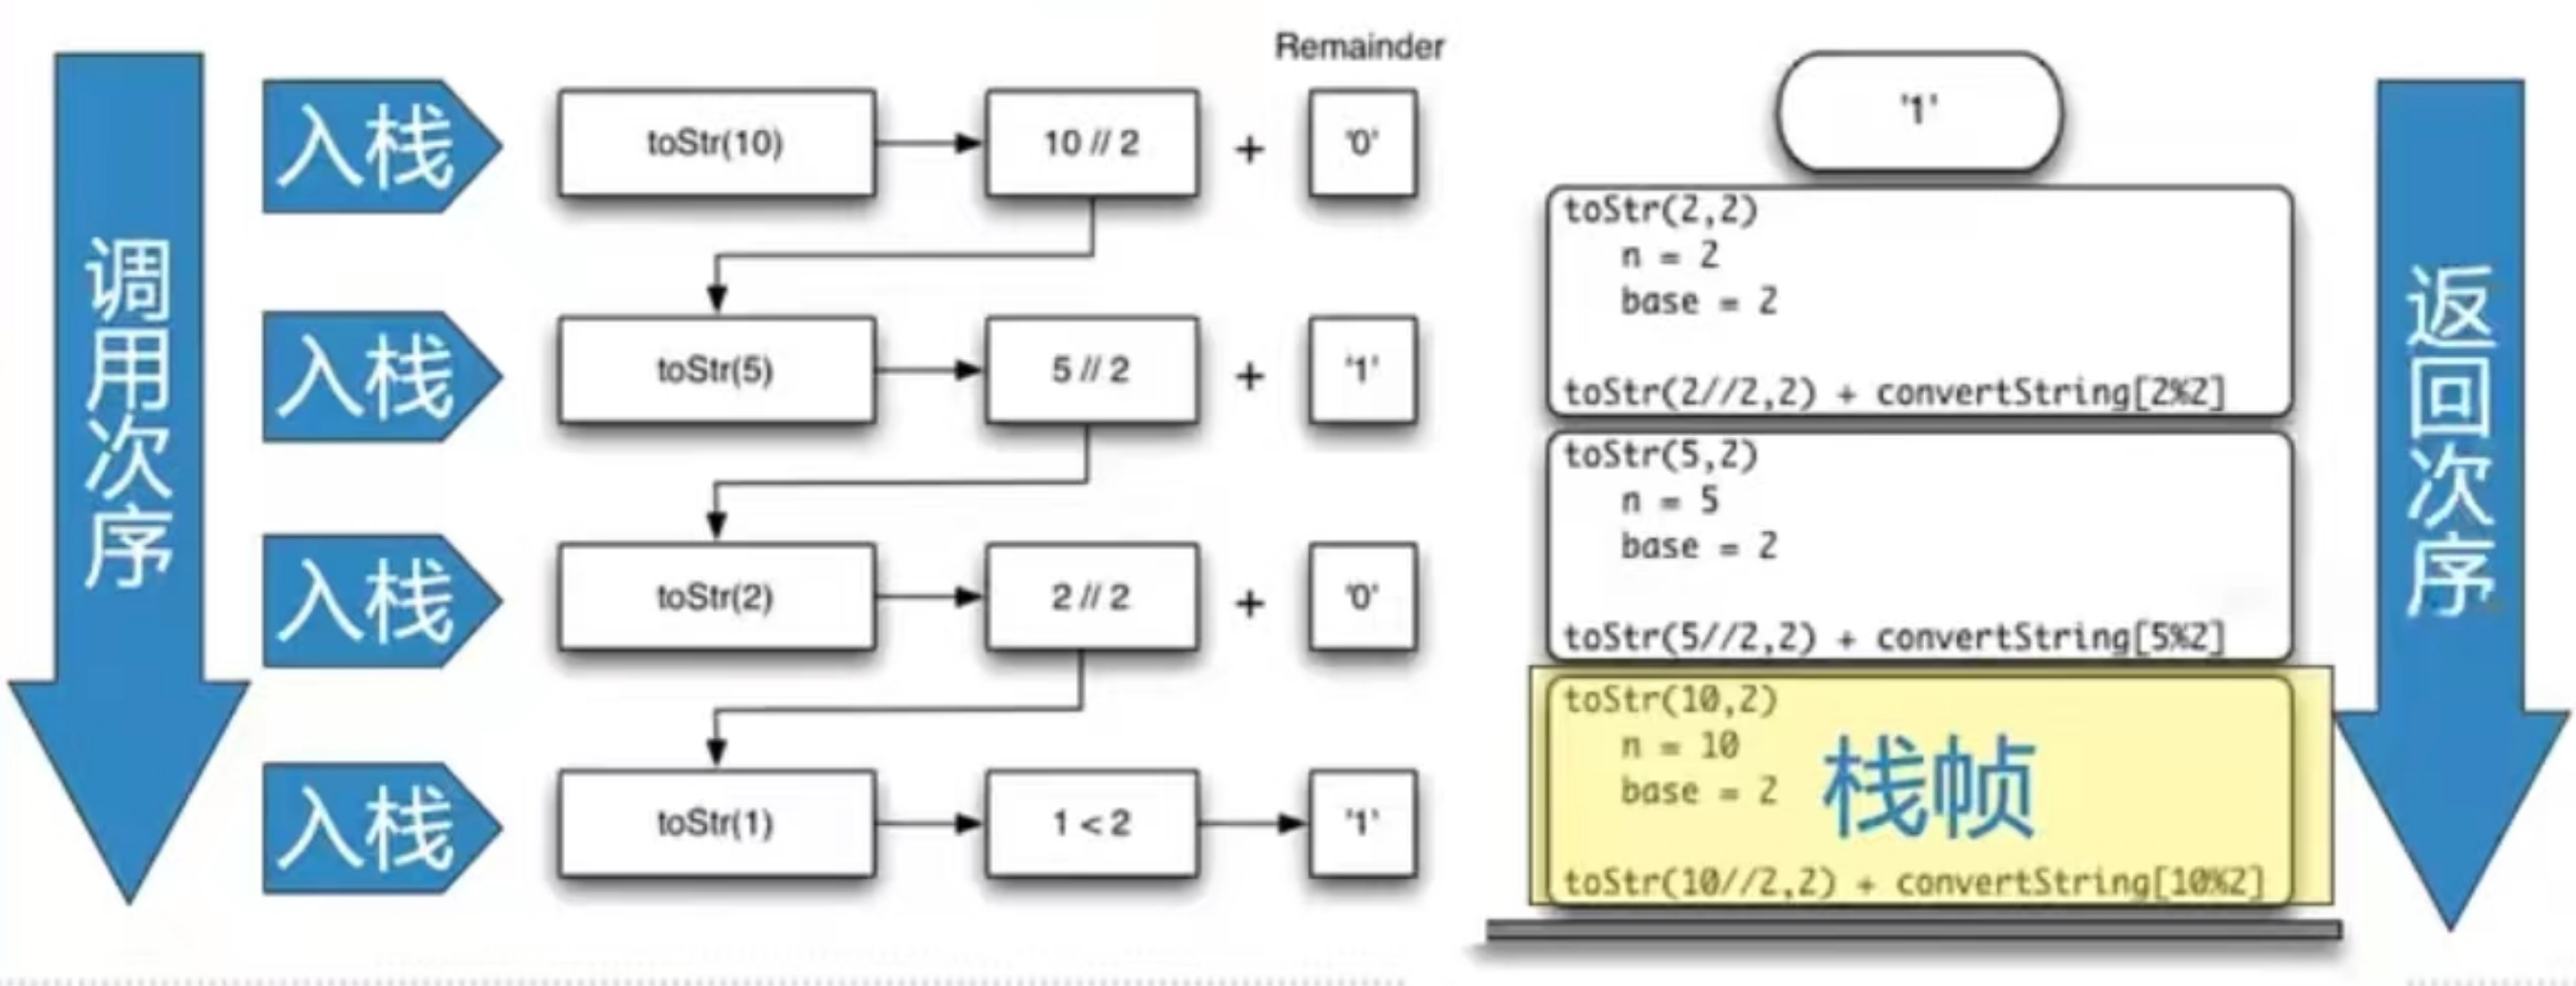 调用次序
Remainder
入栈
toStr(10)
10 // 2
+
'0'
入栈
toStr(5)
5 // 2
+
'1'
入栈
toStr(2)
2 // 2
+
'0'
入栈
toStr(1)
1 < 2
'1'
'1'
toStr(2,2)
n = 2
base = 2
toStr(2//2,2) + convertString[2%2]
toStr(5,2)
n = 5
base = 2
toStr(5//2,2) + convertString[5%2]
toStr(10,2)
n = 10
base = 2
栈帧
toStr(10//2,2) + convertString[10%2]
返回次序